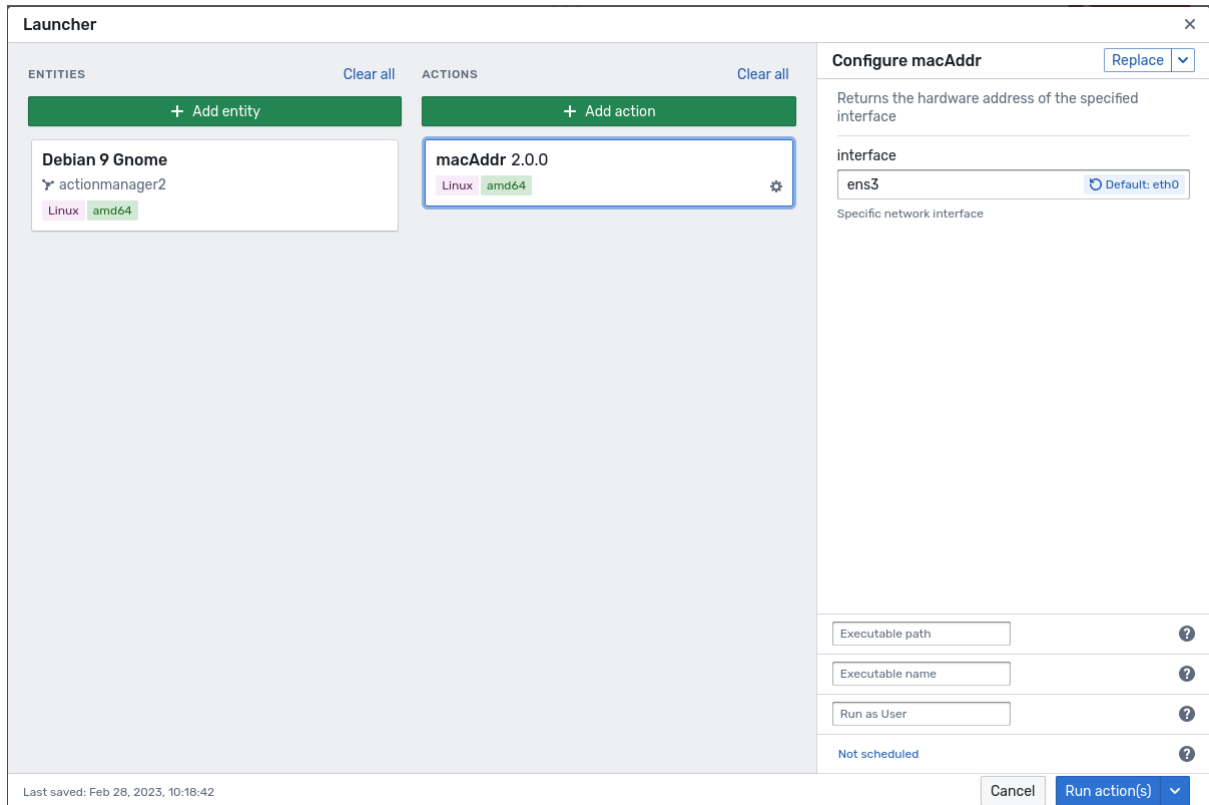 Launcher
ENTITIES Clear all
+ Add entity
Debian 9 Gnome
actionmanager2
Linux amd64
ACTIONS Clear all
+ Add action
macAddr 2.0.0
Linux amd64
Configure macAddr Replace
Returns the hardware address of the specified
interface
interface
ens3 Default: eth0
Specific network interface
Executable path ?
Executable name ?
Run as User ?
Not scheduled ?
Last saved: Feb 28, 2023, 10:18:42 Cancel Run action(s)